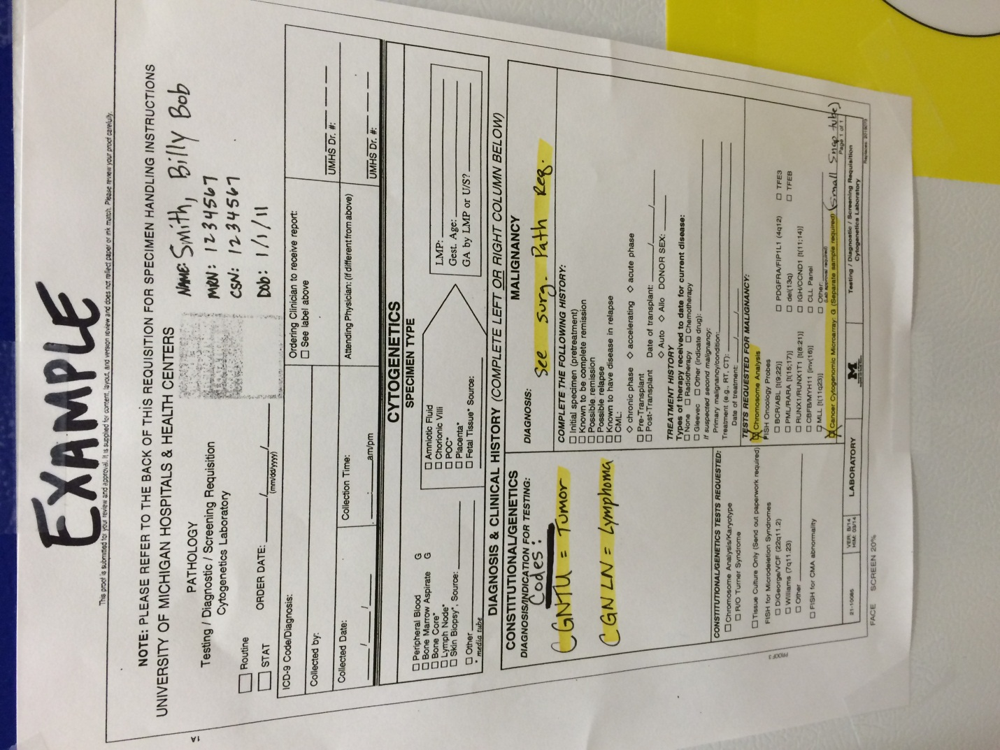 EXAMPLE
This proof is submitted for your review and approval. It is supplied for content, layout, and version review and does not reflect paper or ink match. Please review your proof carefully.
1A
NOTE: PLEASE REFER TO THE BACK OF THIS REQUISITION FOR SPECIMEN HANDLING INSTRUCTIONS
UNIVERSITY OF MICHIGAN HOSPITALS & HEALTH CENTERS
NAME: Smith, Billy Bob
MRN: 1234567
CSN: 1234567
DOB: 1/1/11
PATHOLOGY
Testing / Diagnostic / Screening Requisition
Cytogenetics Laboratory
Routine
STAT
ORDER DATE: ____/____/____
(mm/dd/yyyy)
ICD-9 Code/Diagnosis:
Ordering Clinician to receive report:
See label above
UMHS Dr. #:
Collected by:
Collected Date: ____/____/____
Collection Time:
____:____ am/pm
Attending Physician: (if different from above)
UMHS Dr. #:
CYTOGENETICS
SPECIMEN TYPE
Peripheral Blood G
Bone Marrow Aspirate G
Bone Core*
Lymph Node*
Skin Biopsy*, Source:
Other
* media tube
Amniotic Fluid
Chorionic Villi
POC*
Placenta*
Fetal Tissue* Source:
LMP:
Gest. Age:
GA by LMP or U/S?
DIAGNOSIS & CLINICAL HISTORY (COMPLETE LEFT OR RIGHT COLUMN BELOW)
CONSTITUTIONAL/GENETICS
DIAGNOSIS/INDICATION FOR TESTING:
Codes:
CGNTU = Tumor
CGNLN = Lymphoma
CONSTITUTIONAL/GENETICS TESTS REQUESTED:
Chromosome Analysis/Karyotype
R/O Turner Syndrome
Tissue Culture Only (Send out paperwork required)
FISH for Microdeletion Syndromes
DiGeorge/VCF (22q11.2)
Williams (7q11.23)
Other
FISH for CMA abnormality
MALIGNANCY
DIAGNOSIS:
See Surg. Path Req.
COMPLETE THE FOLLOWING HISTORY:
Initial specimen (pretreatment)
Known to be complete remission
Possible remission
Possible relapse
Known to have disease in relapse
CML:
chronic phase accelerating acute phase
Pre-Transplant
Post-Transplant Date of transplant: ____/____/____
Auto Allo DONOR SEX:
TREATMENT HISTORY
Types of therapy received to date for current disease:
None Radiotherapy Chemotherapy
Gleevec Other (indicate drug):
If suspected second malignancy:
Primary malignancy/condition:
Treatment (e.g., RT, CT):
Date of treatment: ____/____/____
TESTS REQUESTED FOR MALIGNANCY:
X Chromosome Analysis
FISH Oncology Probes
BCR/ABL [t(9;22)]
PML/RARA [t(15;17)]
RUNX1/RUNX1T1 [t(8;21)]
CBFB/MYH11 [inv(16)]
MLL [t(11q23)]
PDGFRA/FIP1L1 (4q12)
del(13q)
IGH/CCND1 [t(11;14)]
CLL Panel
Other:
(Lab approval required)
TFE3
TFEB
X Cancer Cytogenomic Microarray: G (Separate sample required) (Small Snap tube)
Page 1 of 1
21-10065
VER: 8/14
HIM: 03/14
LABORATORY
M
Testing / Diagnostic / Screening Requisition
Cytogenetics Laboratory
FACE SCREEN 20%
PROOF 3